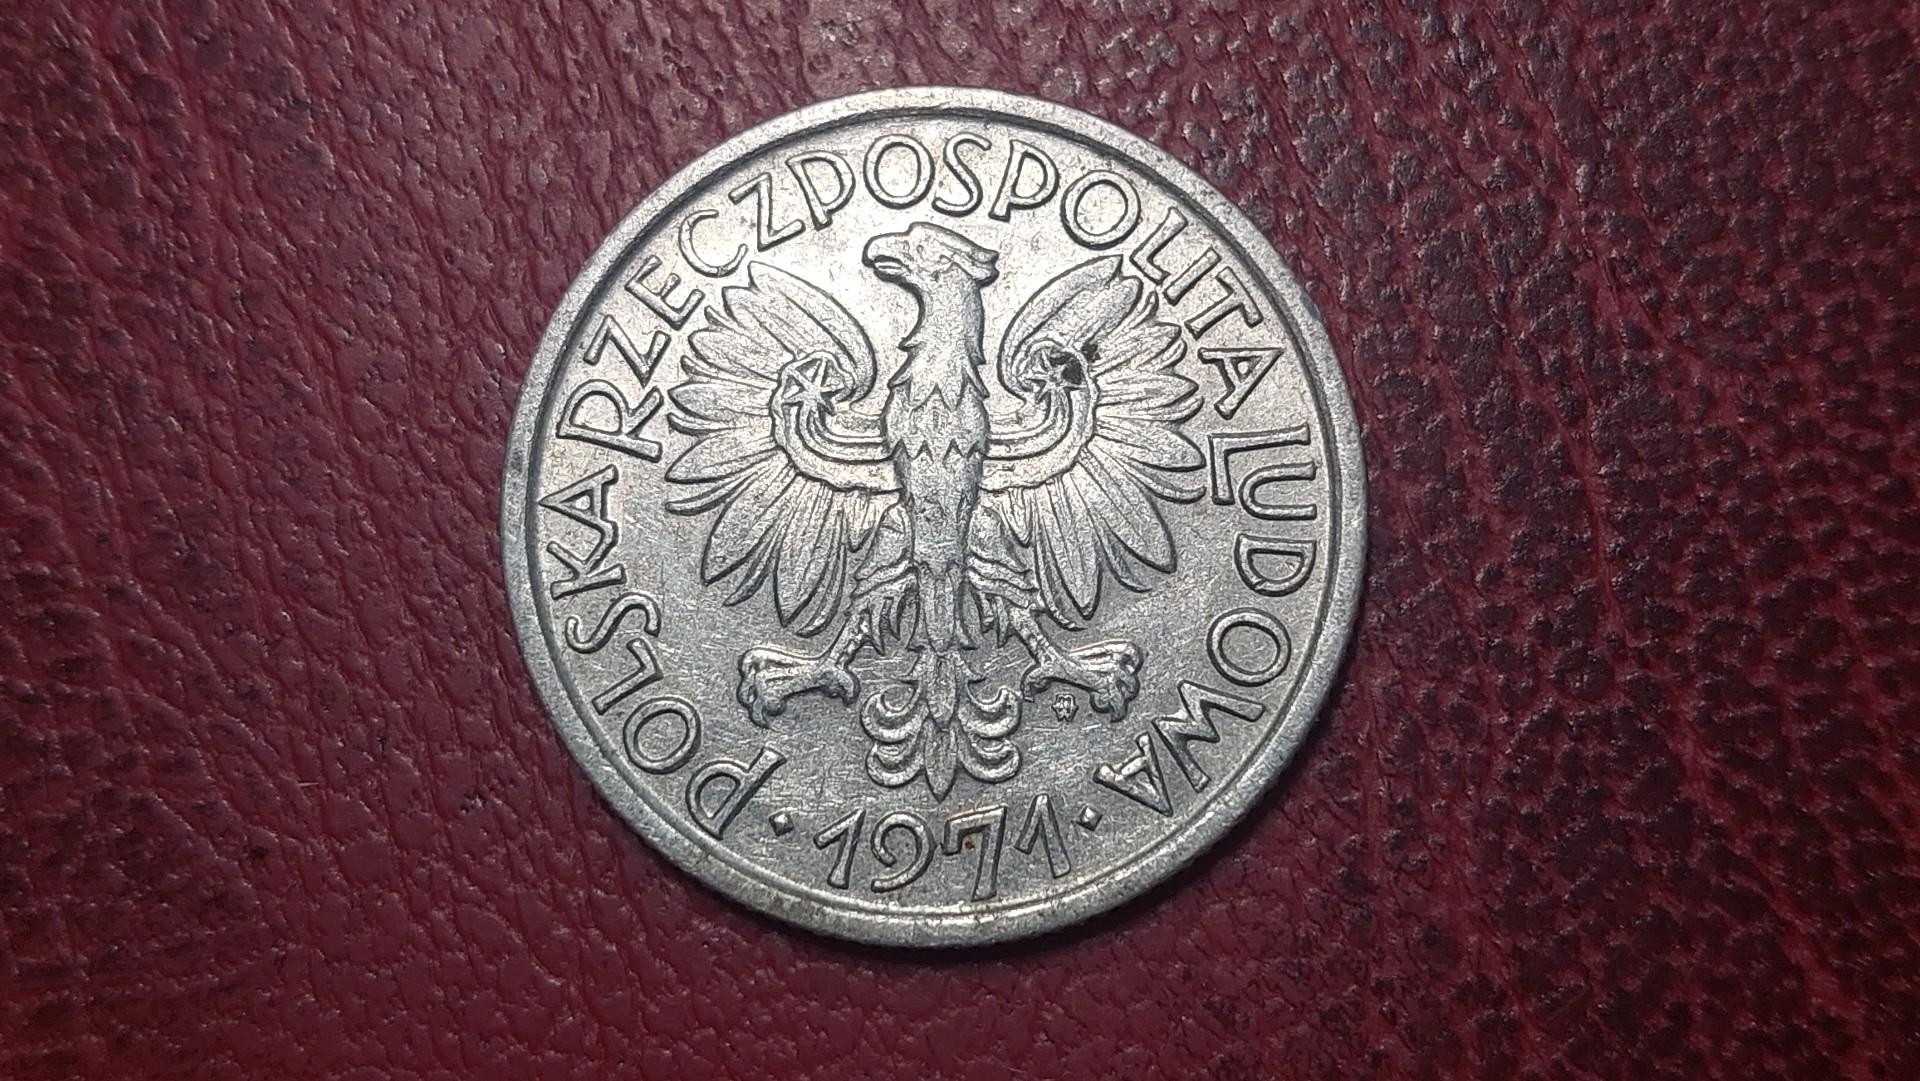 POLSKA RZECZPOSPOLITA LUDOWA
· 1971 ·